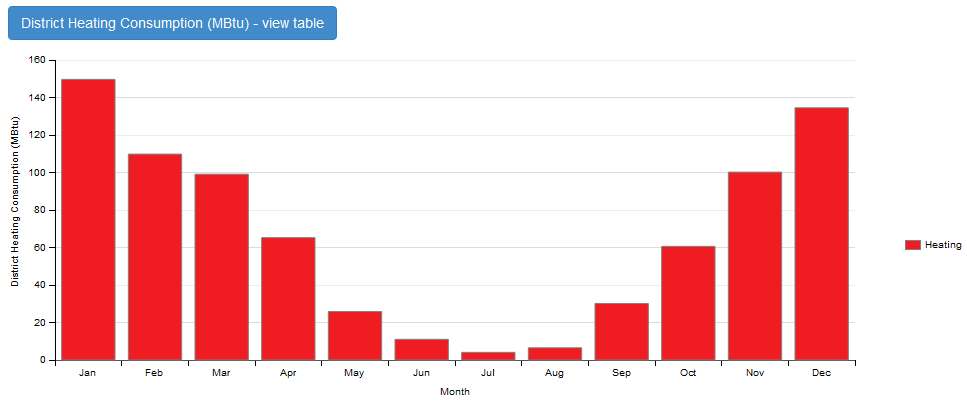 District Heating Consumption (MBtu) - view table
District Heating Consumption (MBtu)
160
140
120
100
80
60
40
20
0
Jan Feb Mar Apr May Jun Jul Aug Sep Oct Nov Dec
Month
Heating